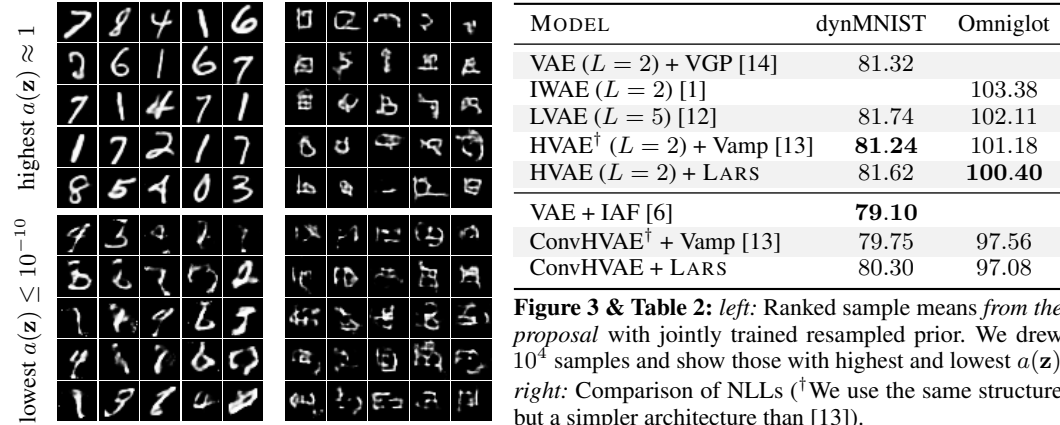 highest a(z) ≈ 1
lowest a(z) ≤ 10⁻¹⁰
MODEL dynMNIST Omniglot
VAE (L = 2) + VGP [14] 81.32
IWAE (L = 2) [1] 103.38
LVAE (L = 5) [12] 81.74 102.11
HVAE† (L = 2) + Vamp [13] 81.24 101.18
HVAE (L = 2) + LARS 81.62 100.40
VAE + IAF [6] 79.10
ConvHVAE† + Vamp [13] 79.75 97.56
ConvHVAE + LARS 80.30 97.08
Figure 3 & Table 2: left: Ranked sample means from the
proposal with jointly trained resampled prior. We drew
10⁴ samples and show those with highest and lowest a(z)
right: Comparison of NLLs (†We use the same structure
but a simpler architecture than [13]).